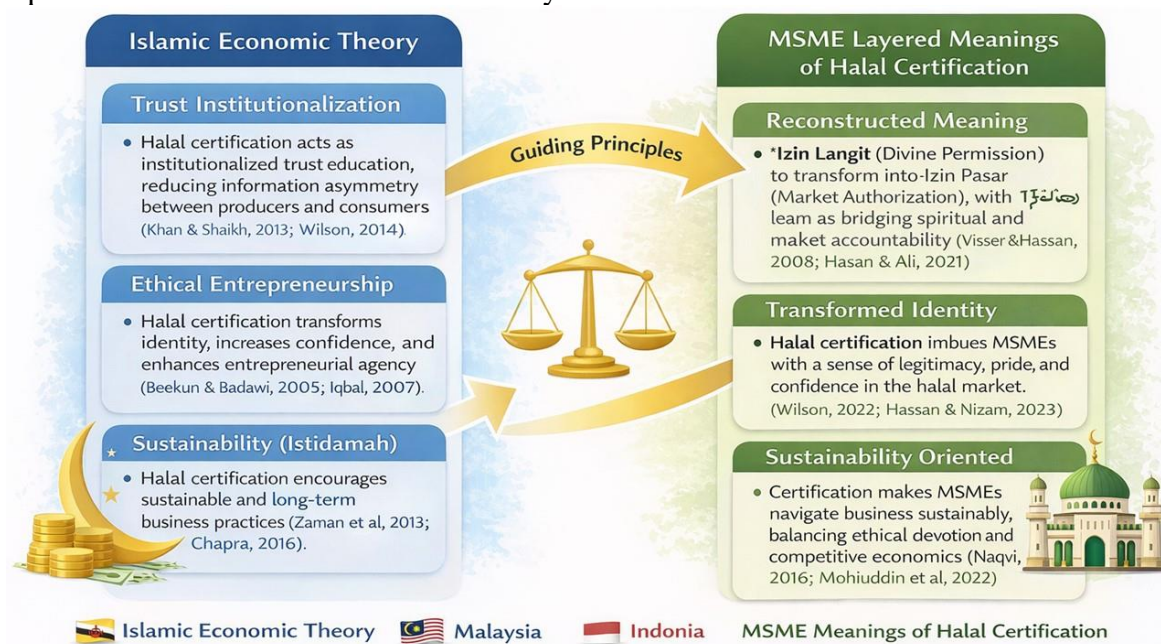 Islamic Economic Theory
Trust Institutionalization
• Halal certification acts as
institutionalized trust education,
reducing information asymmetry
between producers and consumers
(Khan & Shaikh, 2013; Wilson, 2014).
Ethical Entrepreneurship
• Halal certification transforms
identity, increases confidence, and
enhances entrepreneurial agency
(Beekun & Badawi, 2005; Iqbal, 2007).
Sustainability (Istidamah)
• Halal certification encourages
sustainable and long-term
business practices (Zaman et al, 2013;
Chapra, 2016).
Guiding Principles
MSME Layered Meanings
of Halal Certification
Reconstructed Meaning
• *Izin Langit (Divine Permission)
to transform into-Izin Pasar
(Market Authorization), with
leam as bridging spiritual and
maket accountability (Visser &Hassan,
2008; Hasan & Ali, 2021)
Transformed Identity
• Halal certification imbues MSMEs
with a sense of legitimacy, pride, and
confidence in the halal market.
(Wilson, 2022; Hassan & Nizam, 2023)
Sustainability Oriented
• Certification makes MSMEs
navigate business sustainably,
balancing ethical devotion and
competitive economics (Naqvi,
2016; Mohiuddin et al, 2022)
Islamic Economic Theory Malaysia Indonia MSME Meanings of Halal Certification